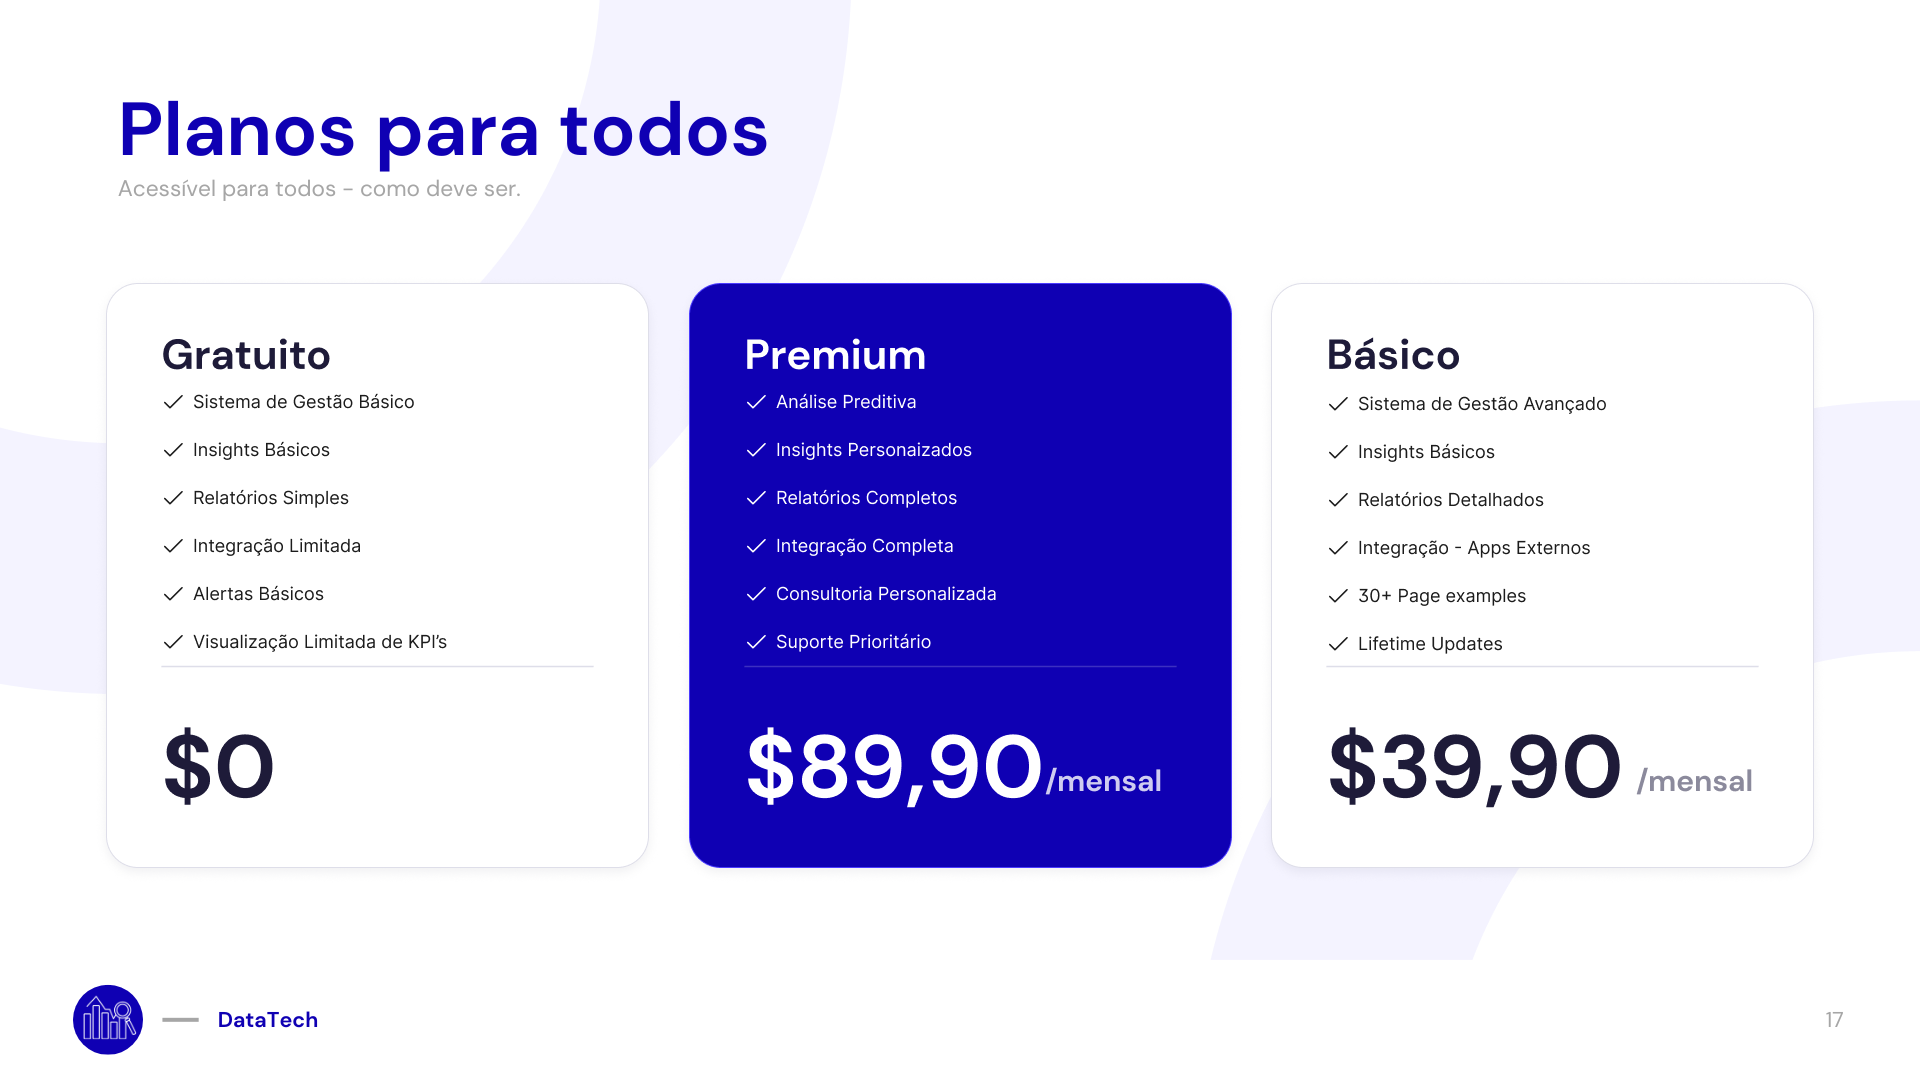 Planos para todos
Acessível para todos - como deve ser.
Gratuito
Sistema de Gestão Básico
Insights Básicos
Relatórios Simples
Integração Limitada
Alertas Básicos
Visualização Limitada de KPI's
$0
Premium
Análise Preditiva
Insights Personaizados
Relatórios Completos
Integração Completa
Consultoria Personalizada
Suporte Prioritário
$89,90/mensal
Básico
Sistema de Gestão Avançado
Insights Básicos
Relatórios Detalhados
Integração - Apps Externos
30+ Page examples
Lifetime Updates
$39,90 /mensal
DataTech
17